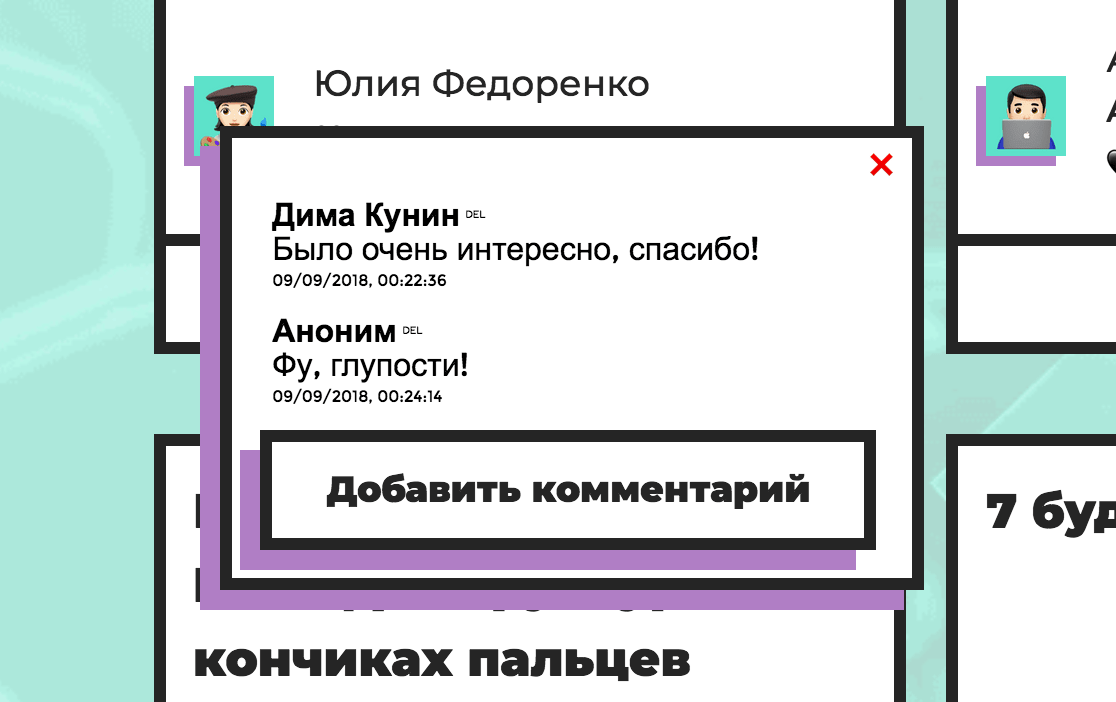 Юлия Федоренко
Дима Кунин DEL
Было очень интересно, спасибо!
09/09/2018, 00:22:36
Аноним DEL
Фу, глупости!
09/09/2018, 00:24:14
Добавить комментарий
кончиках пальцев
7